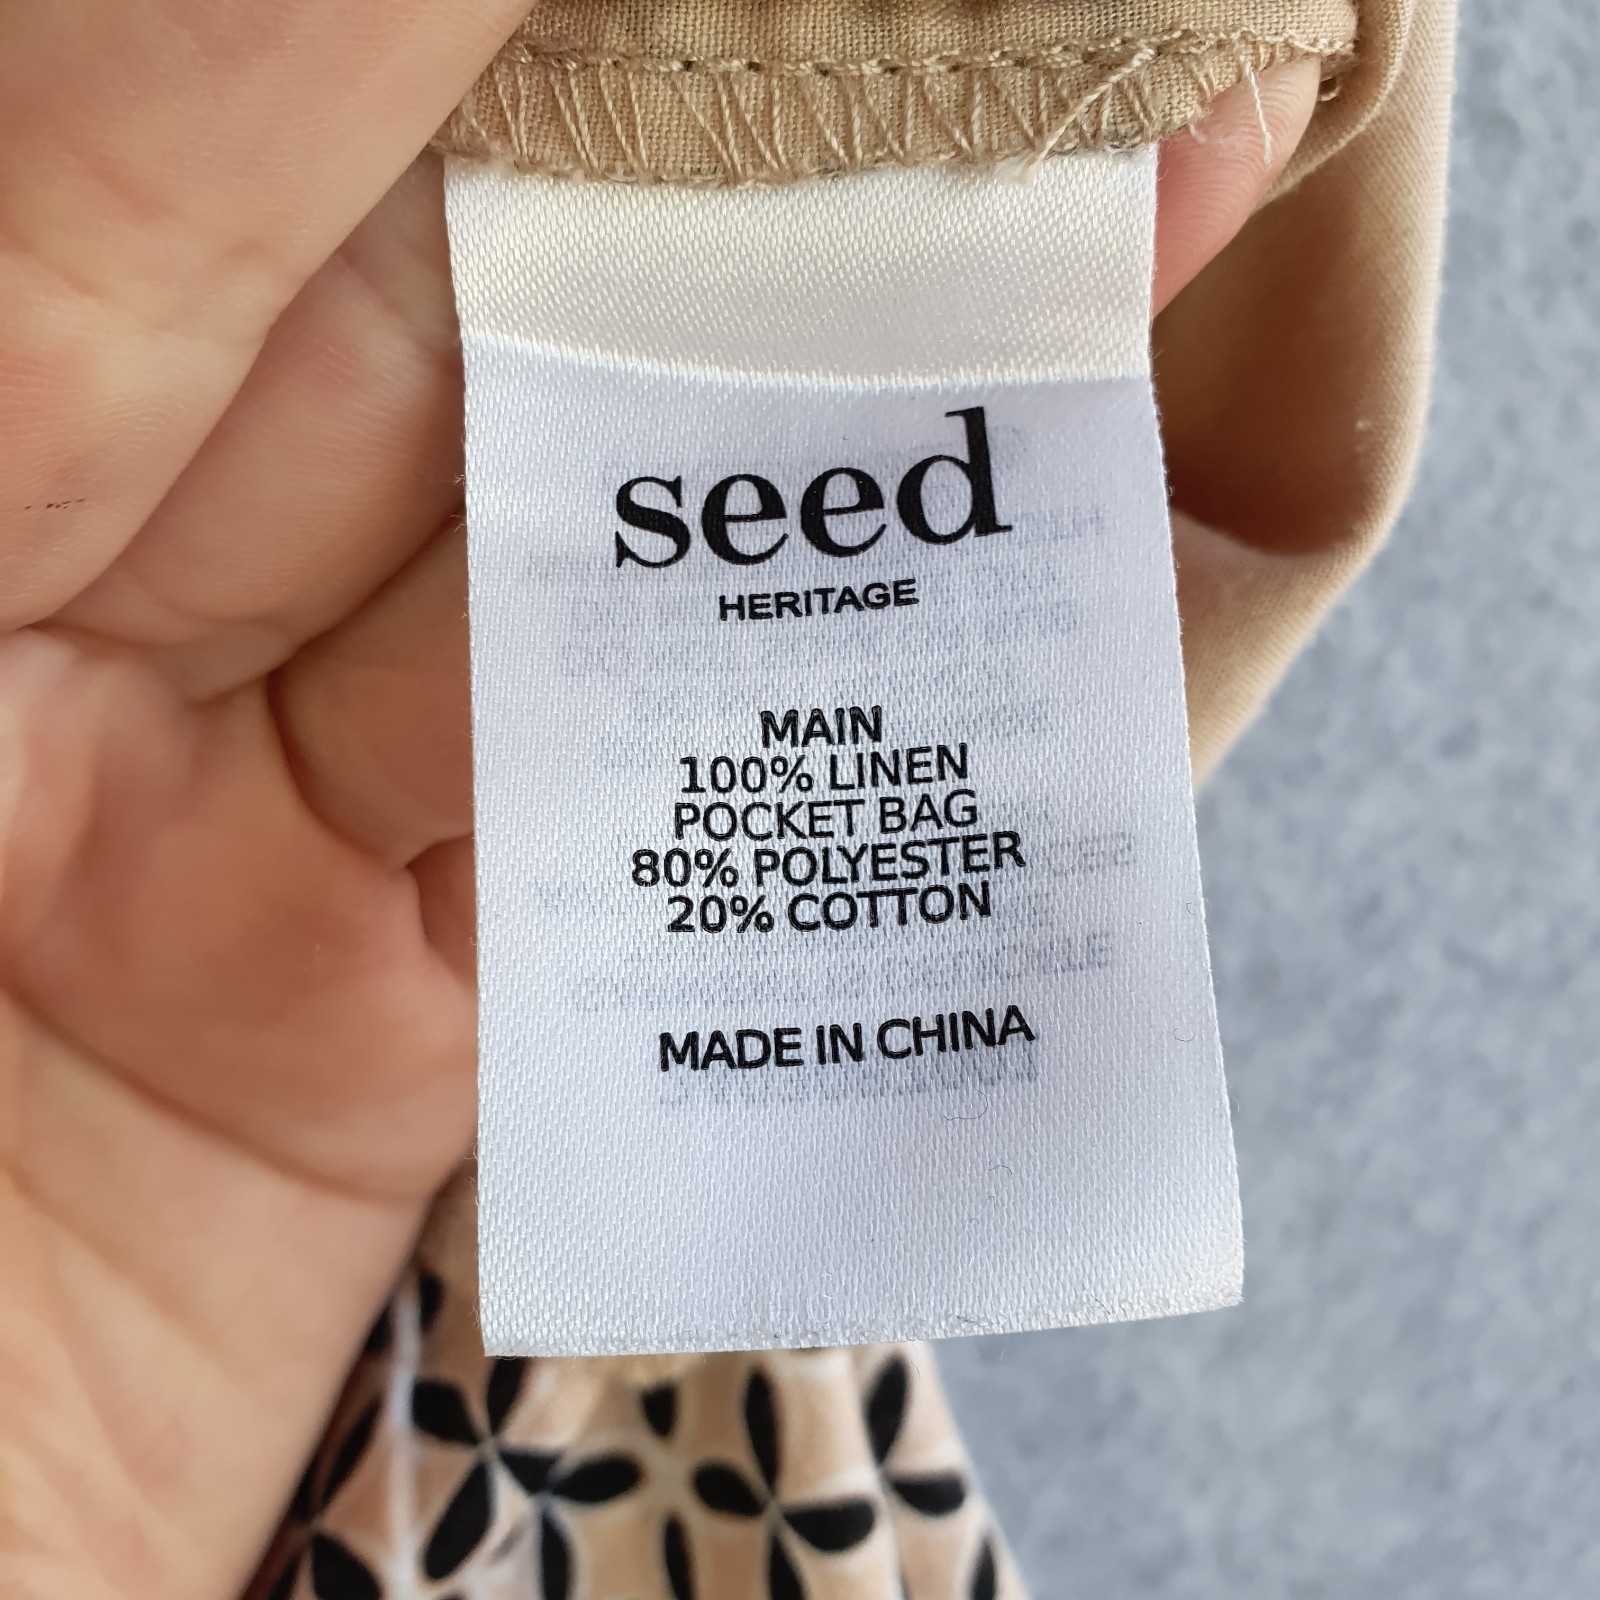 seed
HERITAGE
MAIN
100% LINEN
POCKET BAG
80% POLYESTER
20% COTTON
MADE IN CHINA